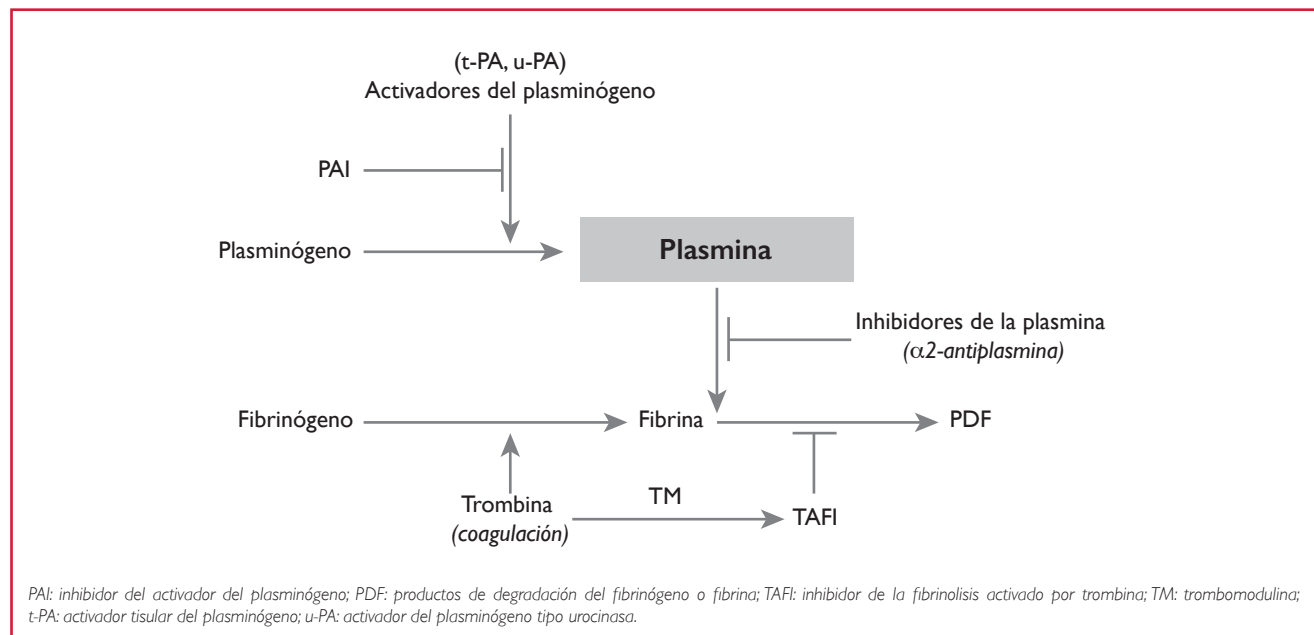 (t-PA, u-PA)
Activadores del plasminógeno
PAI
Plasminógeno
Plasmina
Inhibidores de la plasmina
(α2-antiplasmina)
Fibrinógeno
Fibrina
PDF
Trombina
(coagulación)
TM
TAFI
PAI: inhibidor del activador del plasminógeno; PDF: productos de degradación del fibrinógeno o fibrina; TAFI: inhibidor de la fibrinolisis activado por trombina; TM: trombomodulina;
t-PA: activador tisular del plasminógeno; u-PA: activador del plasminógeno tipo urocinasa.